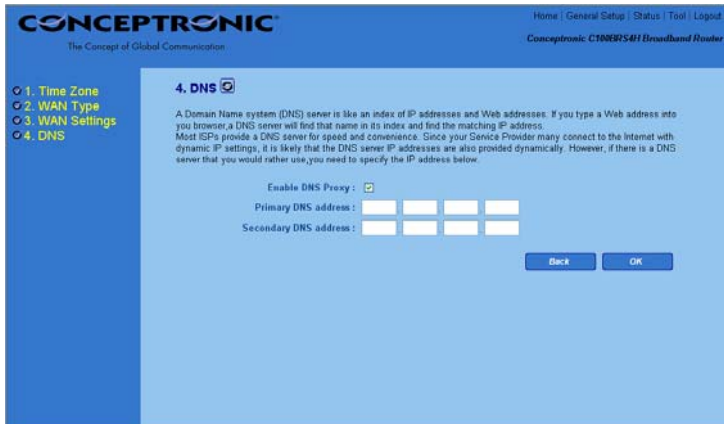 CONCEPTRONIC
The Concept of Global Communication
Home | General Setup | Status | Tool | Logout
Conceptronic C100BRS4H Broadband Router
1. Time Zone
2. WAN Type
3. WAN Settings
4. DNS
4. DNS
A Domain Name system (DNS) server is like an index of IP addresses and Web addresses. If you type a Web address into
you browser,a DNS server will find that name in its index and find the matching IP address.
Most ISPs provide a DNS server for speed and convenience. Since your Service Provider many connect to the Internet with
dynamic IP settings, it is likely that the DNS server IP addresses are also provided dynamically. However, if there is a DNS
server that you would rather use,you need to specify the IP address below.
Enable DNS Proxy :
Primary DNS address :
Secondary DNS address :
Back
OK